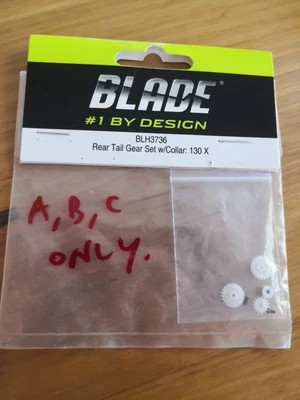 BLADE
#1 BY DESIGN
BLH3736
Rear Tail Gear Set w/Collar: 130 X
A, B, C
ONLY.